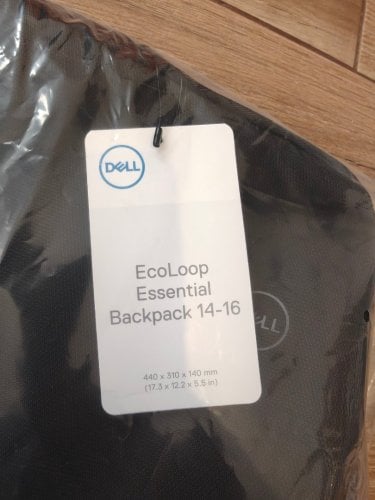 DELL
EcoLoop
Essential
Backpack 14-16
DELL
440 x 310 x 140 mm
(17.3 x 12.2 x 5.5 in)